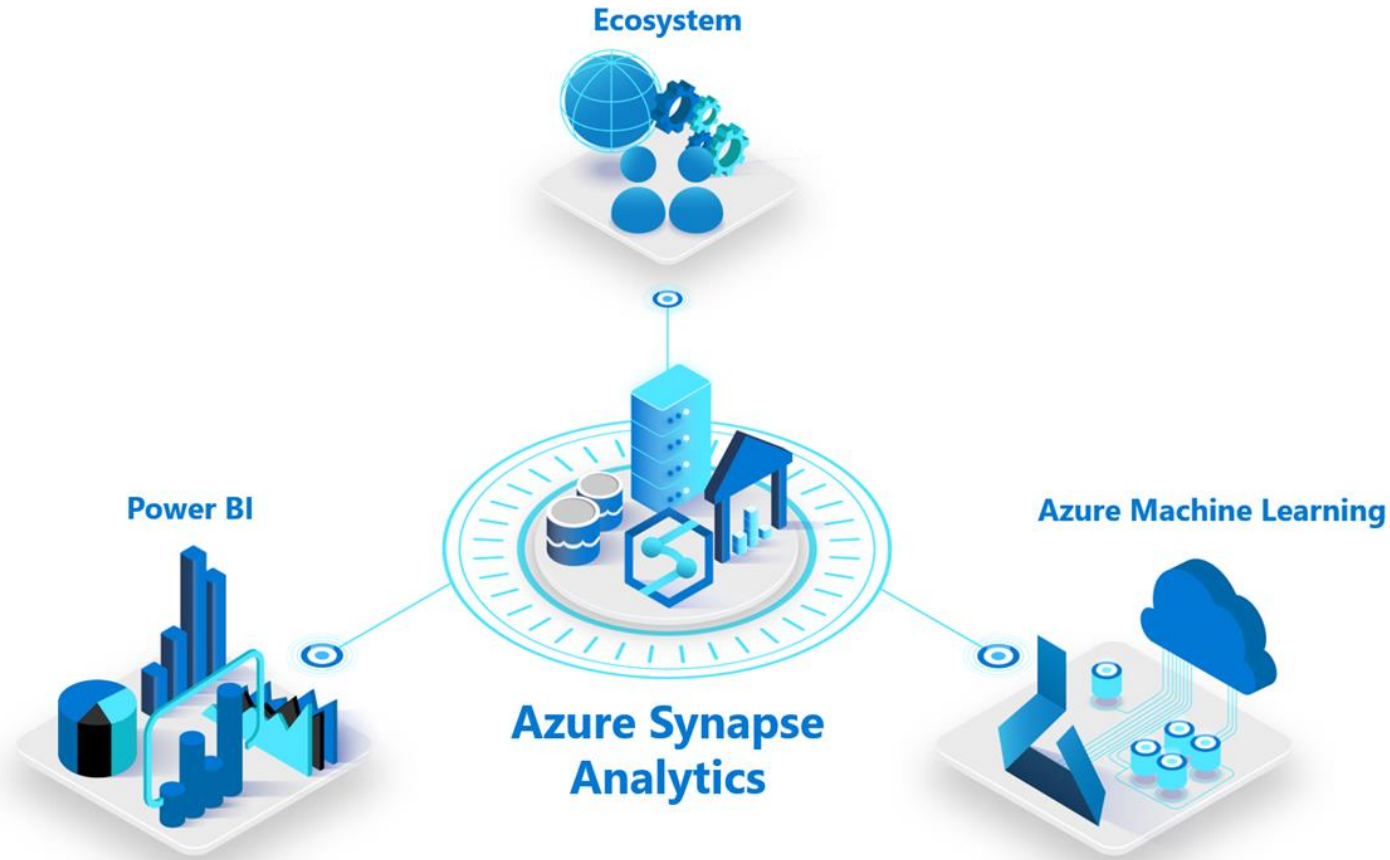 Ecosystem
Power BI
Azure Machine Learning
Azure Synapse
Analytics